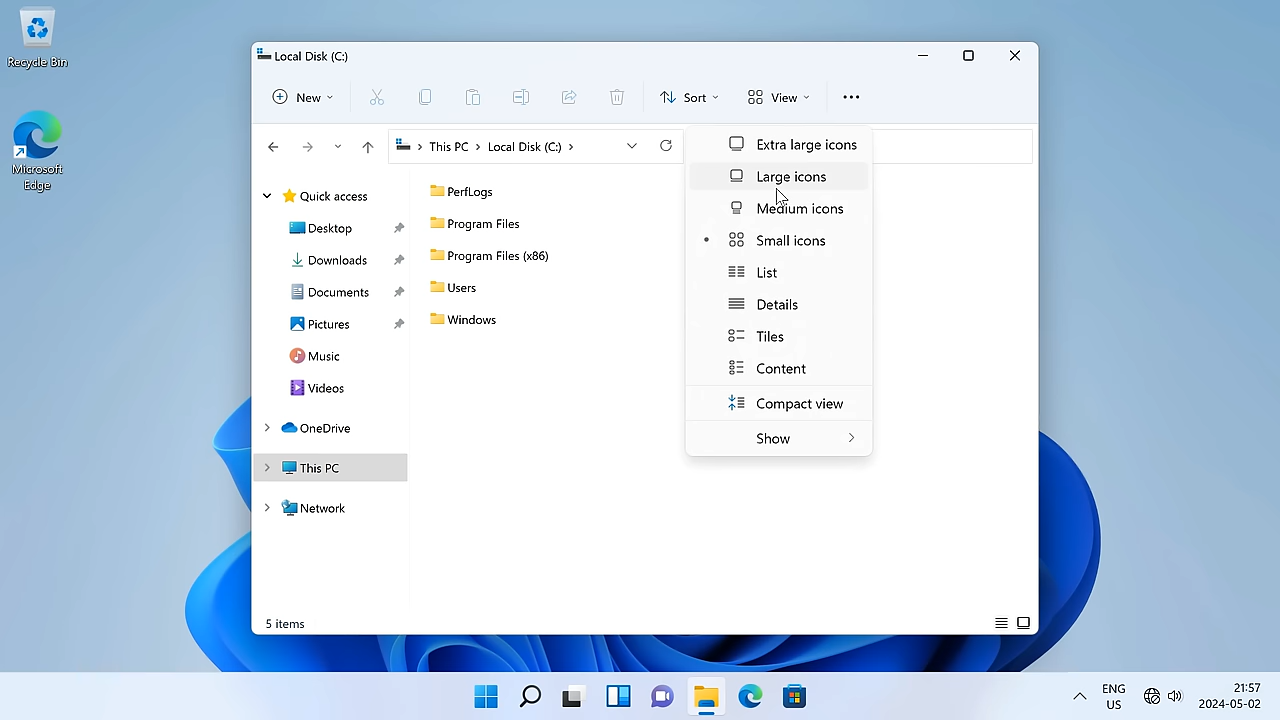 Recycle Bin
Microsoft
Edge
Local Disk (C:)
New
Sort
View
This PC
Local Disk (C:)
Quick access
Desktop
Downloads
Documents
Pictures
Music
Videos
OneDrive
This PC
Network
PerfLogs
Program Files
Program Files (x86)
Users
Windows
Extra large icons
Large icons
Medium icons
Small icons
List
Details
Tiles
Content
Compact view
Show
5 items
ENG
US
21:57
2024-05-02